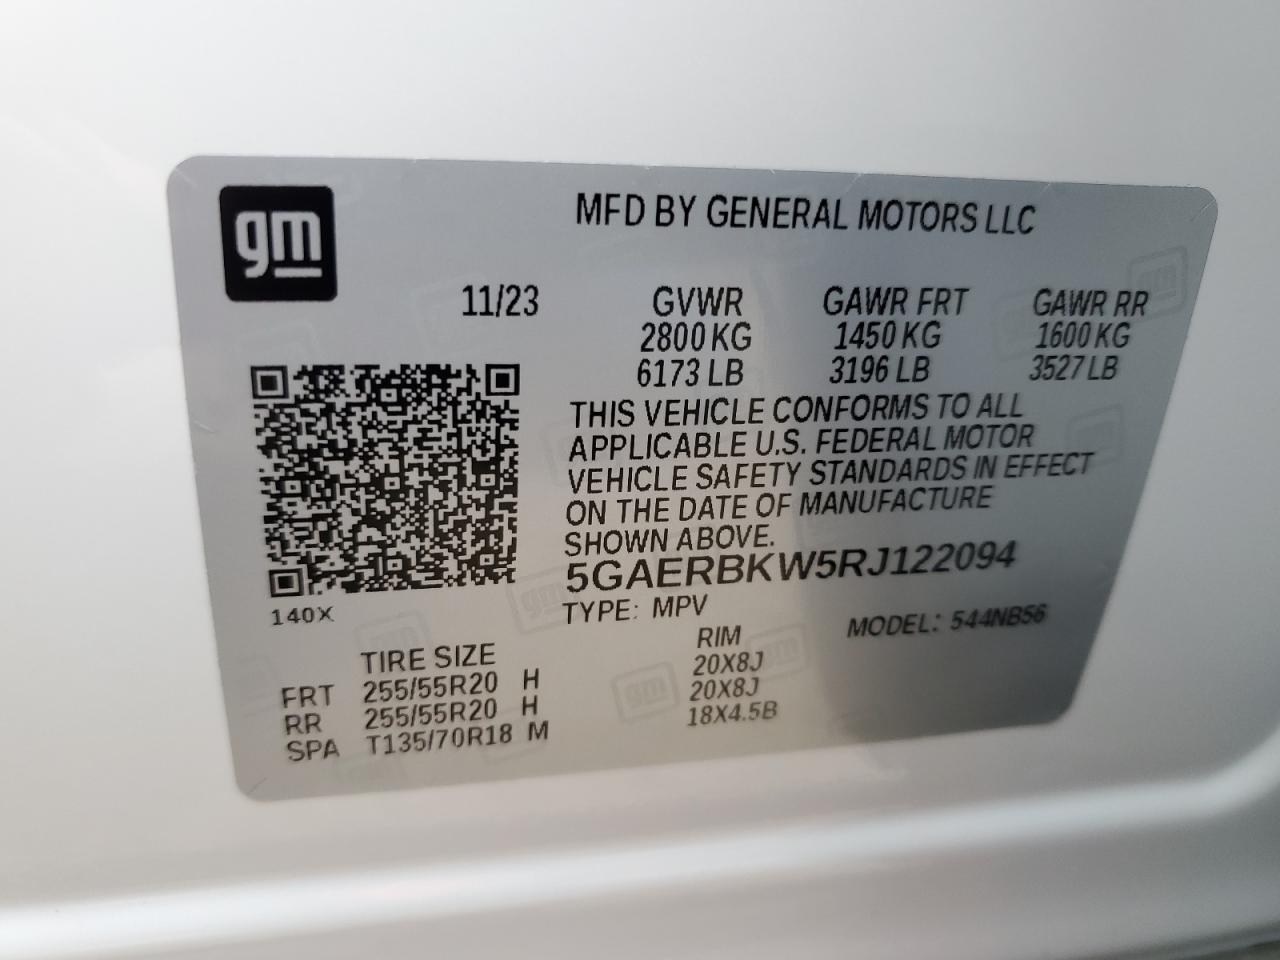 gm
MFD BY GENERAL MOTORS LLC
11/23 GVWR GAWR FRT GAWR RR
2800 KG 1450 KG 1600 KG
6173 LB 3196 LB 3527 LB
THIS VEHICLE CONFORMS TO ALL
APPLICABLE U.S. FEDERAL MOTOR
VEHICLE SAFETY STANDARDS IN EFFECT
ON THE DATE OF MANUFACTURE
SHOWN ABOVE.
5GAERBKW5RJ122094
140X
TYPE: MPV MODEL: 544NB56
TIRE SIZE RIM
FRT 255/55R20 H 20X8J
RR 255/55R20 H 20X8J
SPA T135/70R18 M 18X4.5B